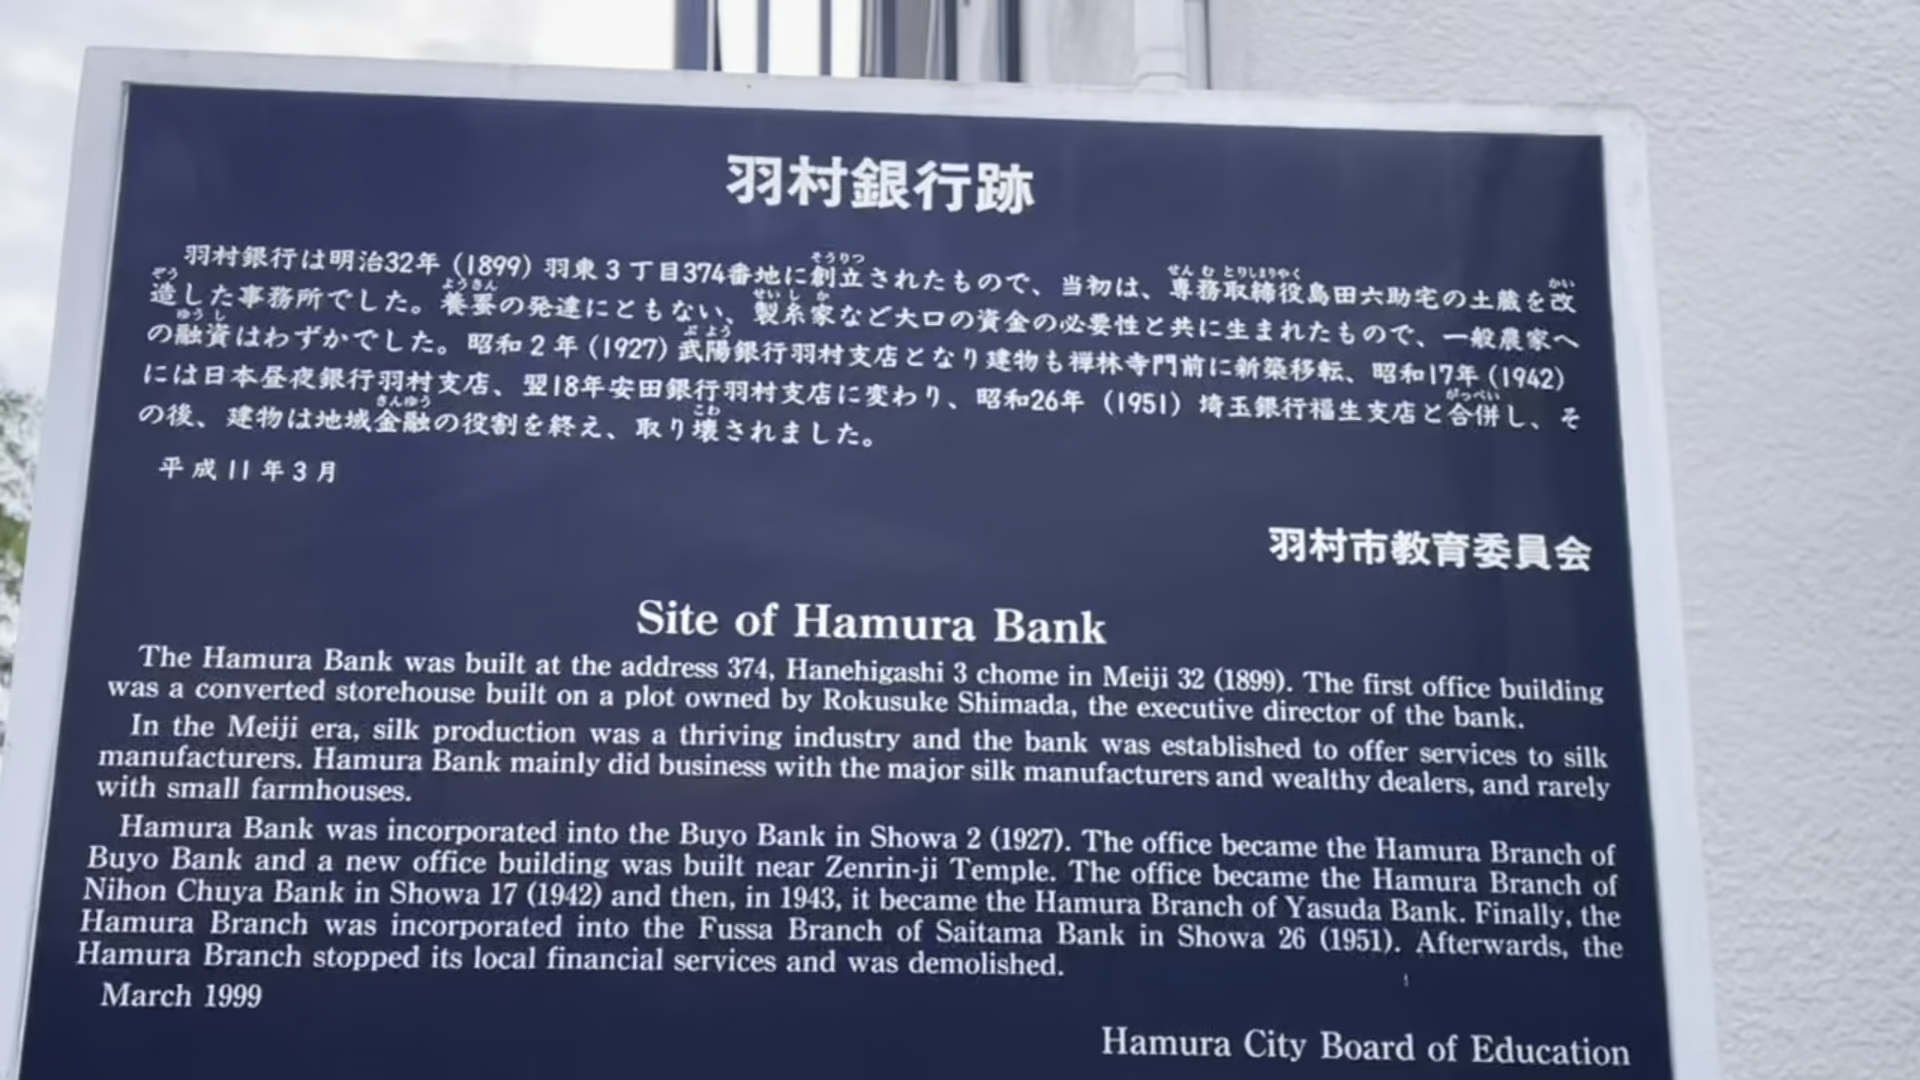 羽村銀行跡
羽村銀行は明治32年(1899)羽東3丁目374番地に創立されたもので、当初は、専務取締役島田六助宅の土蔵を改
造した事務所でした。養蚕の発達にともない、製糸家など大口の資金の必要性と共に生まれたもので、一般農家へ
の融資はわずかでした。昭和2年(1927)武陽銀行羽村支店となり建物も禅林寺門前に新築移転、昭和17年(1942)
には日本昼夜銀行羽村支店、翌18年安田銀行羽村支店に変わり、昭和26年(1951)埼玉銀行福生支店と合併し、そ
の後、建物は地域金融の役割を終え、取り壊されました。
平成11年3月
羽村市教育委員会
Site of Hamura Bank
The Hamura Bank was built at the address 374, Hanehigashi 3 chome in Meiji 32 (1899). The first office building
was a converted storehouse built on a plot owned by Rokusuke Shimada, the executive director of the bank.
In the Meiji era, silk production was a thriving industry and the bank was established to offer services to silk
manufacturers. Hamura Bank mainly did business with the major silk manufacturers and wealthy dealers, and rarely
with small farmhouses.
Hamura Bank was incorporated into the Buyo Bank in Showa 2 (1927). The office became the Hamura Branch of
Buyo Bank and a new office building was built near Zenrin-ji Temple. The office became the Hamura Branch of
Nihon Chuya Bank in Showa 17 (1942) and then, in 1943, it became the Hamura Branch of Yasuda Bank. Finally, the
Hamura Branch was incorporated into the Fussa Branch of Saitama Bank in Showa 26 (1951). Afterwards, the
Hamura Branch stopped its local financial services and was demolished.
March 1999
Hamura City Board of Education